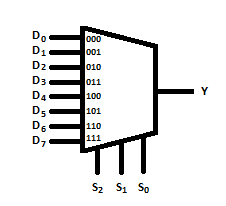 D0 000
D1 001
D2 010
D3 011
D4 100
D5 101
D6 110
D7 111
Y
S2 S1 S0